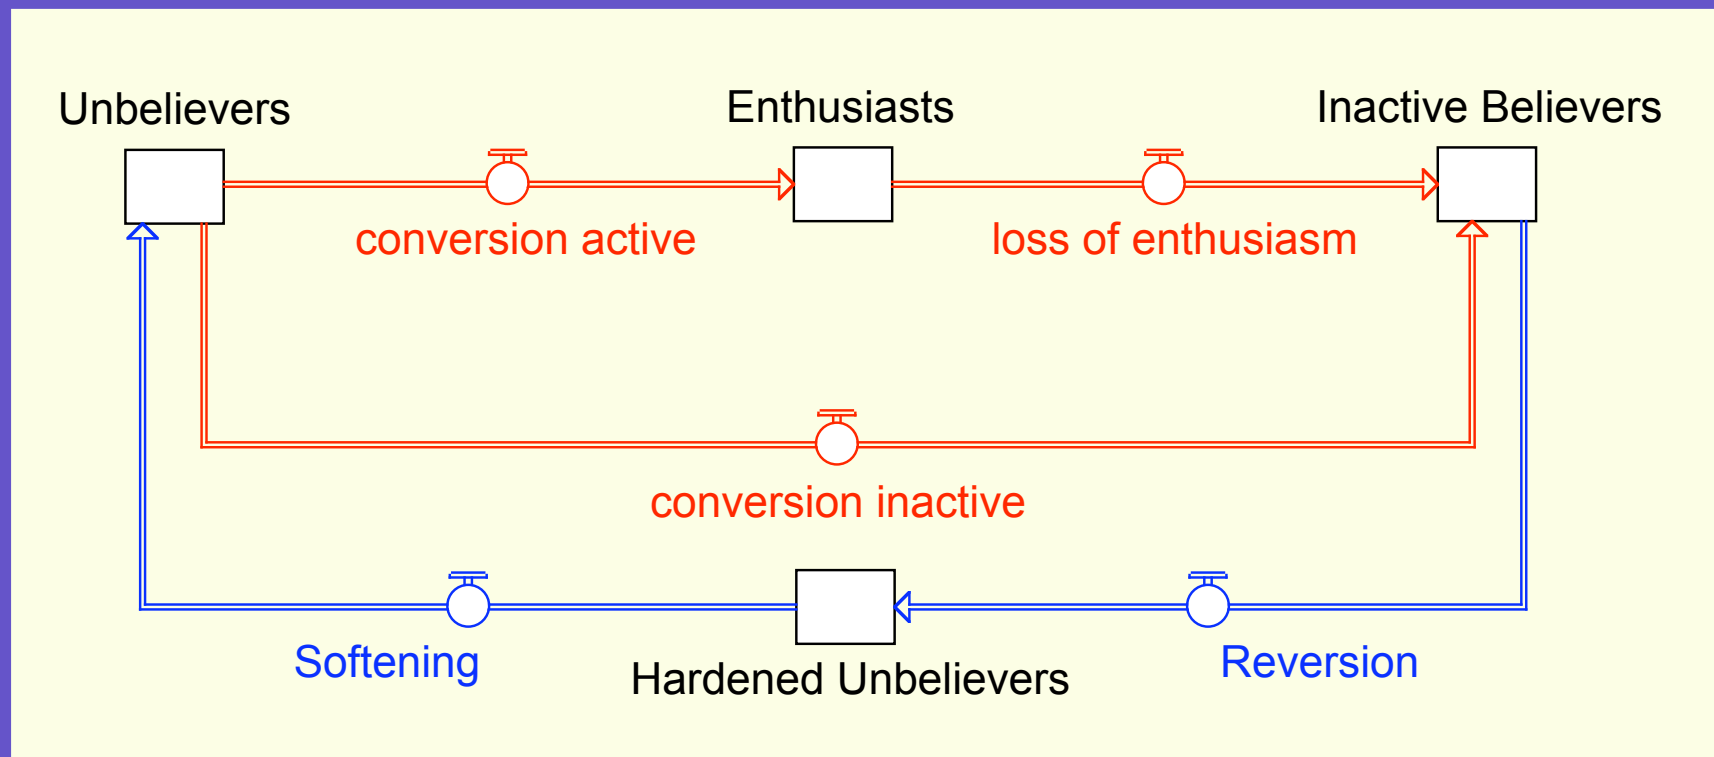 Unbelievers
Enthusiasts
Inactive Believers
conversion active
loss of enthusiasm
conversion inactive
Softening
Hardened Unbelievers
Reversion